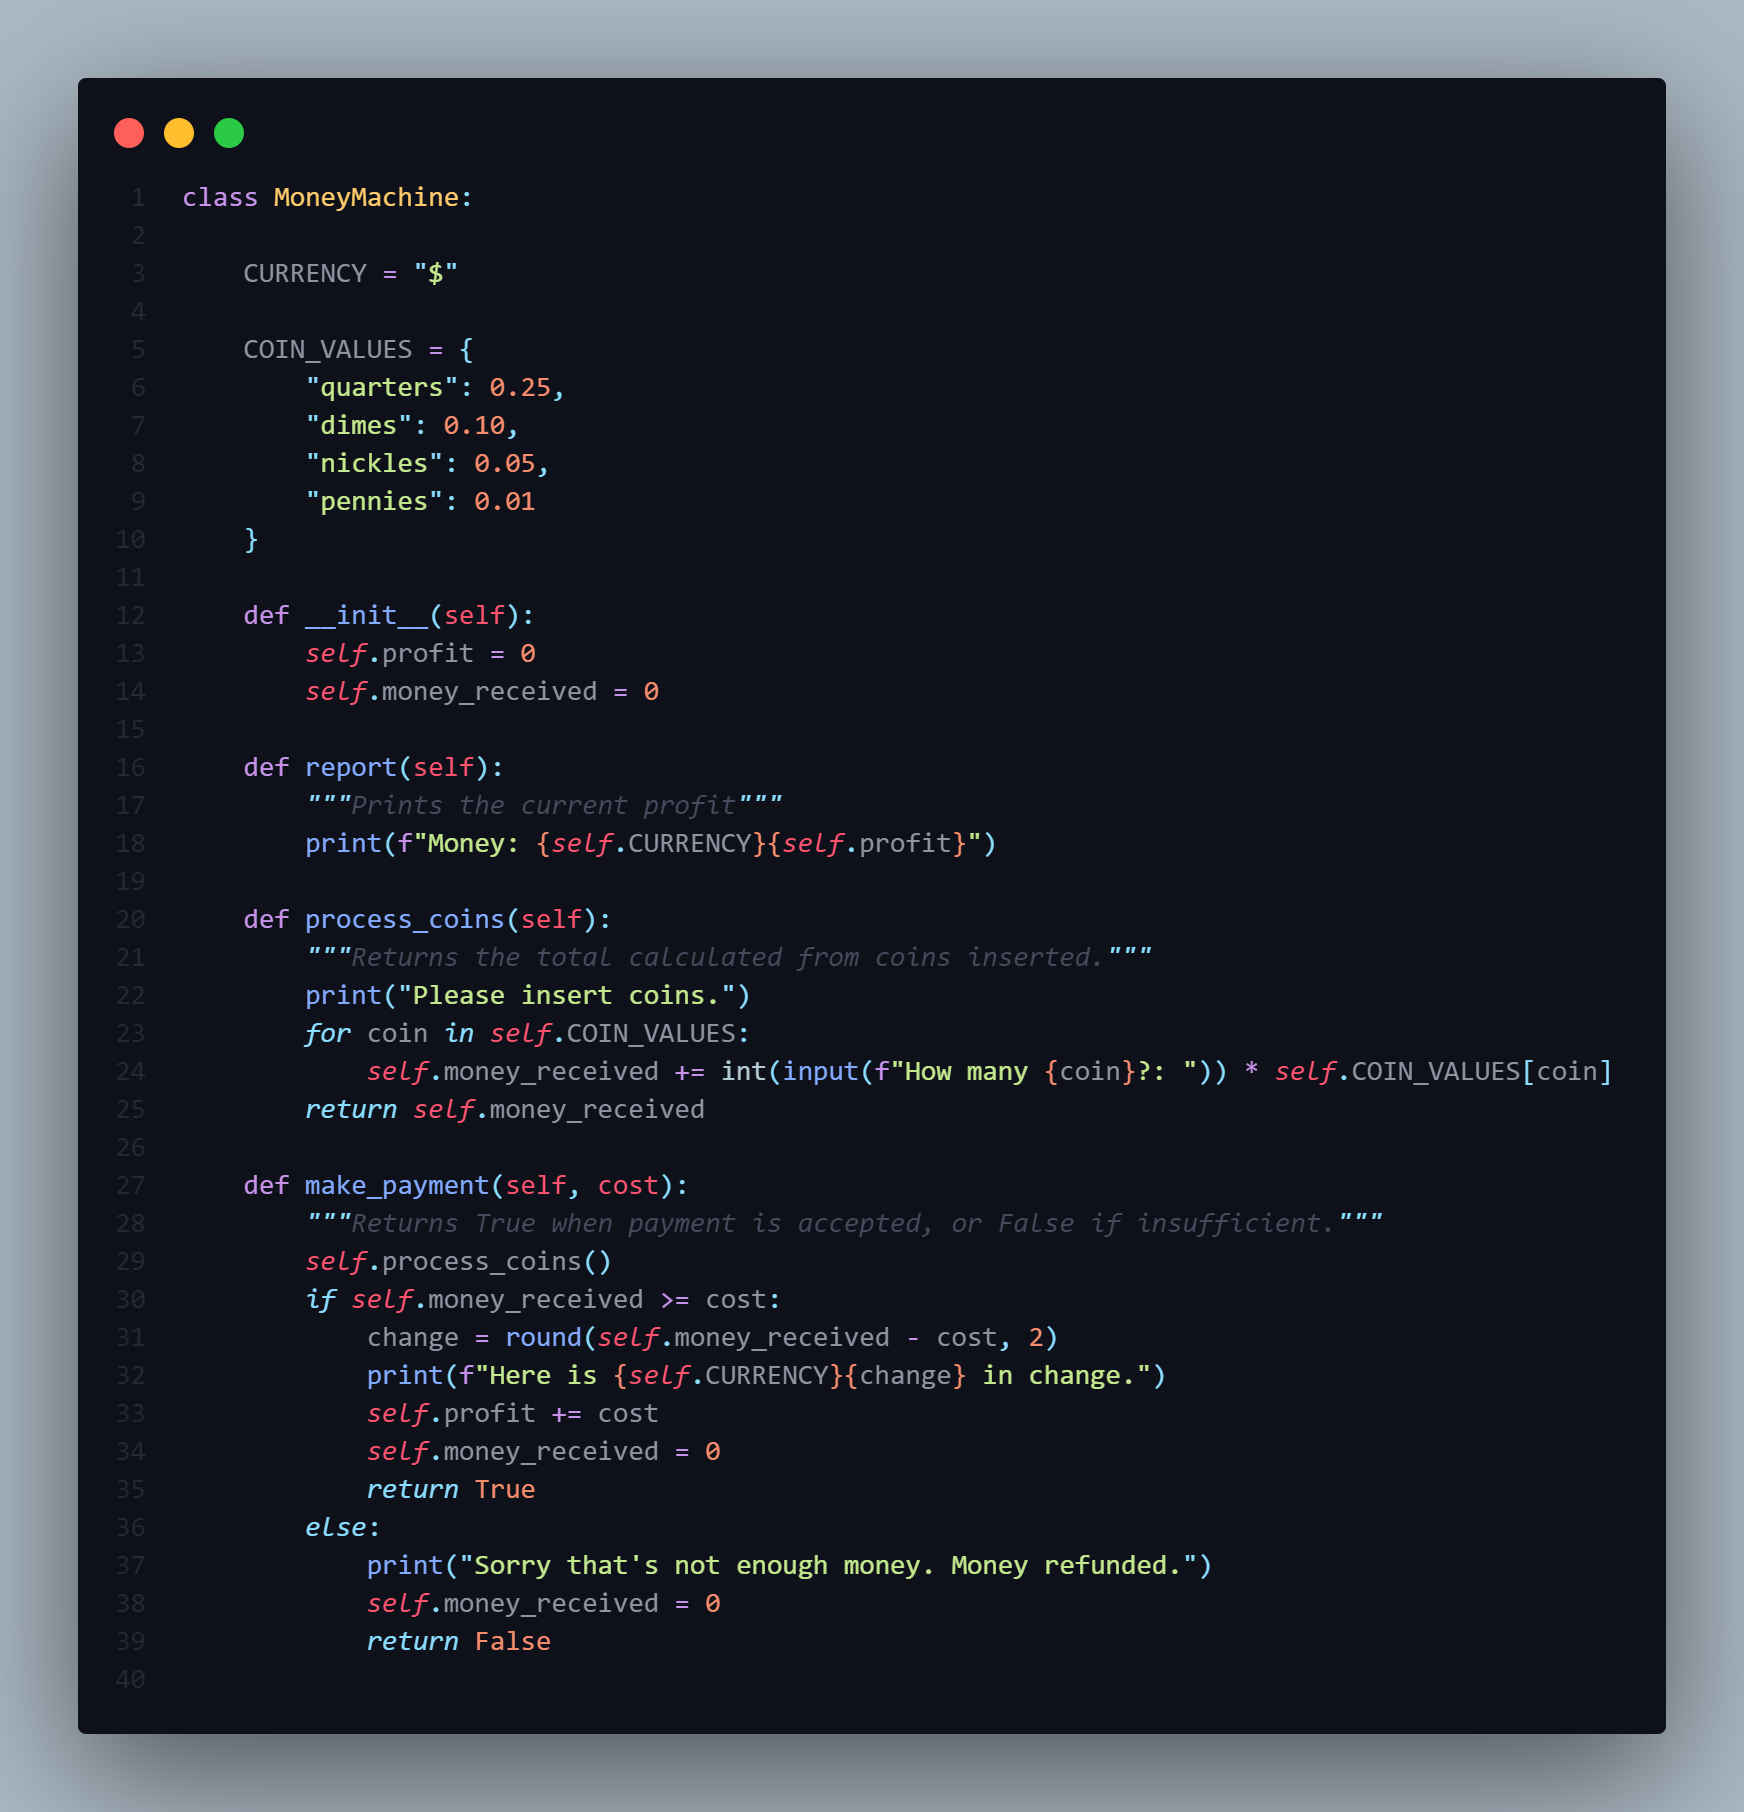 1 class MoneyMachine:
2
3     CURRENCY = "$"
4
5     COIN_VALUES = {
6         "quarters": 0.25,
7         "dimes": 0.10,
8         "nickles": 0.05,
9         "pennies": 0.01
10     }
11
12     def __init__(self):
13         self.profit = 0
14         self.money_received = 0
15
16     def report(self):
17         """Prints the current profit"""
18         print(f"Money: {self.CURRENCY}{self.profit}")
19
20     def process_coins(self):
21         """Returns the total calculated from coins inserted."""
22         print("Please insert coins.")
23         for coin in self.COIN_VALUES:
24             self.money_received += int(input(f"How many {coin}?: ")) * self.COIN_VALUES[coin]
25         return self.money_received
26
27     def make_payment(self, cost):
28         """Returns True when payment is accepted, or False if insufficient."""
29         self.process_coins()
30         if self.money_received >= cost:
31             change = round(self.money_received - cost, 2)
32             print(f"Here is {self.CURRENCY}{change} in change.")
33             self.profit += cost
34             self.money_received = 0
35             return True
36         else:
37             print("Sorry that's not enough money. Money refunded.")
38             self.money_received = 0
39             return False
40